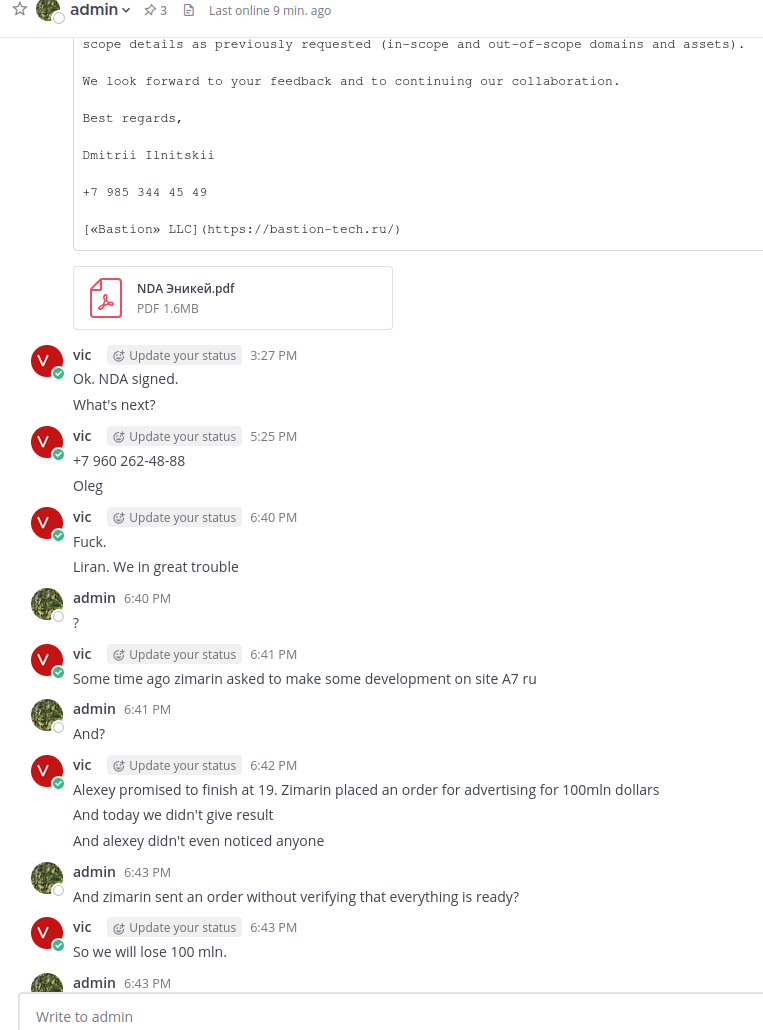 admin 3 Last online 9 min. ago
scope details as previously requested (in-scope and out-of-scope domains and assets).
We look forward to your feedback and to continuing our collaboration.
Best regards,
Dmitrii Ilnitskii
+7 985 344 45 49
[«Bastion» LLC](https://bastion-tech.ru/)
NDA Эникей.pdf
PDF 1.6MB
V vic Update your status 3:27 PM
Ok. NDA signed.
What's next?
V vic Update your status 5:25 PM
+7 960 262-48-88
Oleg
V vic Update your status 6:40 PM
Fuck.
Liran. We in great trouble
admin 6:40 PM
?
V vic Update your status 6:41 PM
Some time ago zimarin asked to make some development on site A7 ru
admin 6:41 PM
And?
V vic Update your status 6:42 PM
Alexey promised to finish at 19. Zimarin placed an order for advertising for 100mln dollars
And today we didn't give result
And alexey didn't even noticed anyone
admin 6:43 PM
And zimarin sent an order without verifying that everything is ready?
V vic Update your status 6:43 PM
So we will lose 100 mln.
admin 6:43 PM
Write to admin